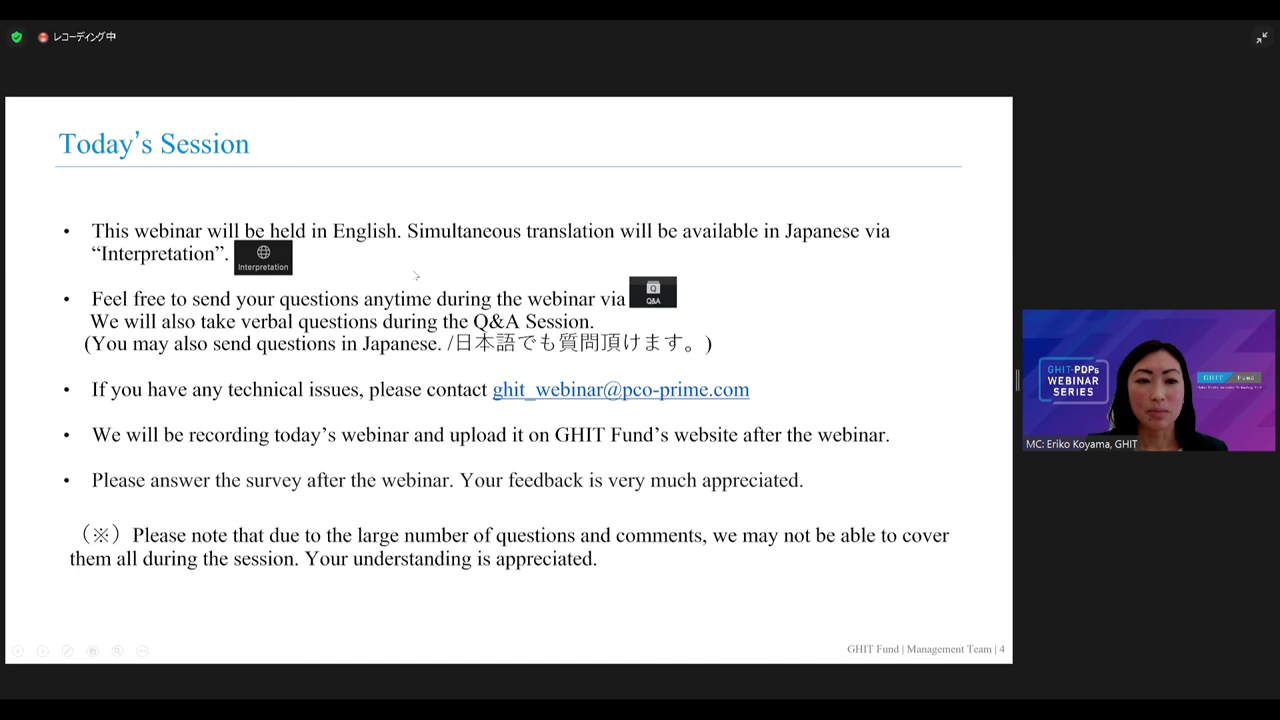 レコーディング中
Today's Session
• This webinar will be held in English. Simultaneous translation will be available in Japanese via
“Interpretation”.
Interpretation
• Feel free to send your questions anytime during the webinar via
Q&A
We will also take verbal questions during the Q&A Session.
(You may also send questions in Japanese. /日本語でも質問頂けます。)
• If you have any technical issues, please contact ghit_webinar@pco-prime.com
• We will be recording today’s webinar and upload it on GHIT Fund’s website after the webinar.
• Please answer the survey after the webinar. Your feedback is very much appreciated.
（※）Please note that due to the large number of questions and comments, we may not be able to cover
them all during the session. Your understanding is appreciated.
GHIT Fund | Management Team | 4
GHIT-PDPs
WEBINAR
SERIES
GHIT Fund
MC: Eriko Koyama, GHIT